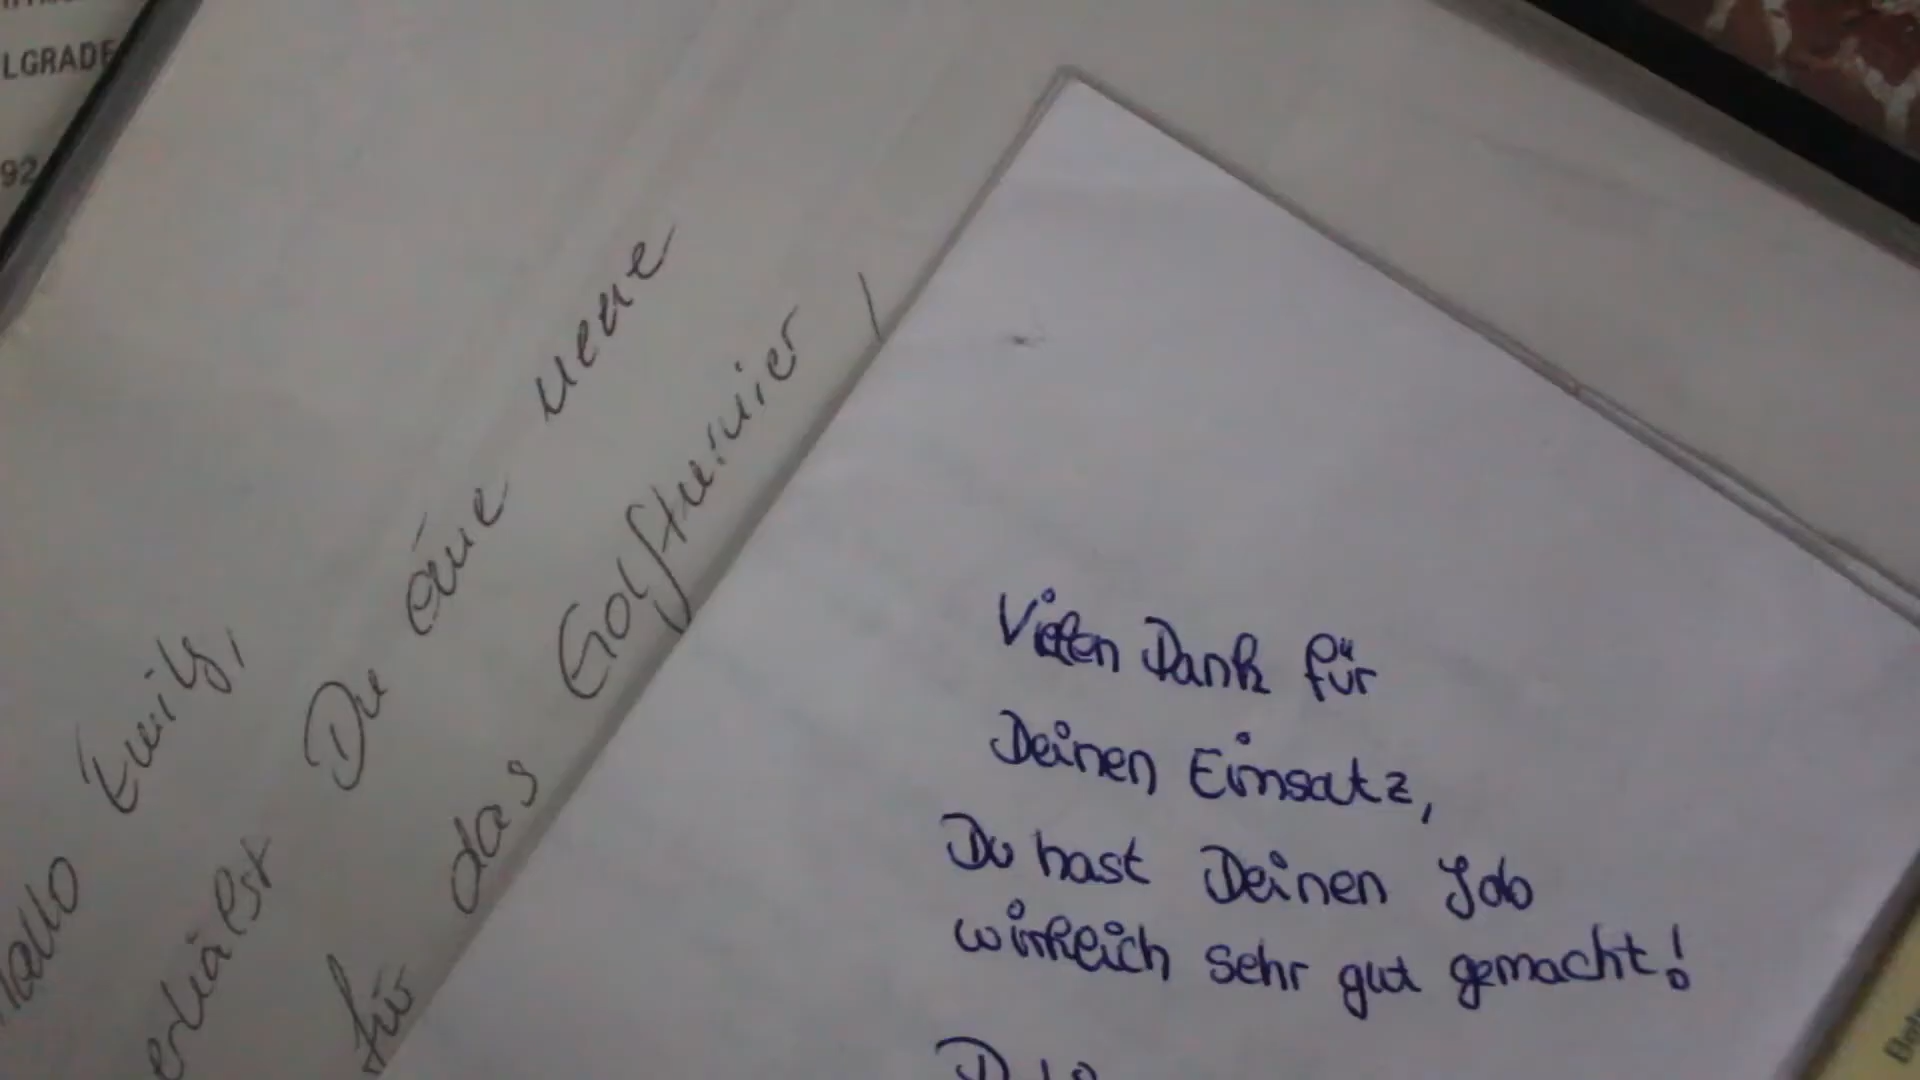 LGRADE
92
Hallo Emily,
erhälst Du eine neue
für das Golfturnier
Vielen Dank für
Deinen Einsatz,
Du hast Deinen Job
wirklich sehr gut gemacht!